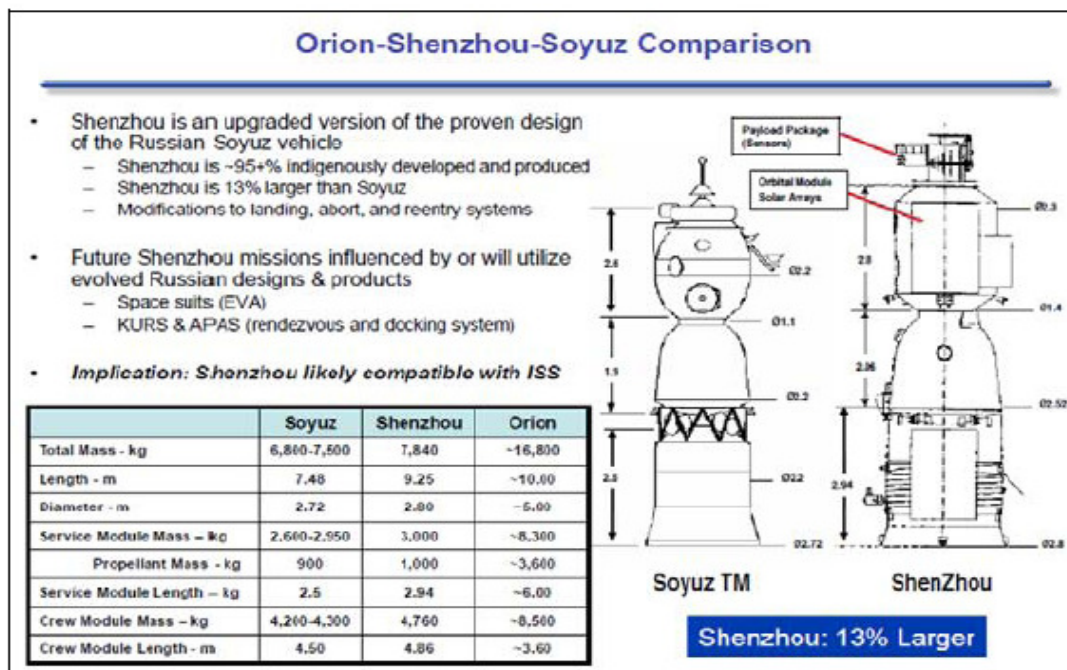 Orion-Shenzhou-Soyuz Comparison
• Shenzhou is an upgraded version of the proven design
of the Russian Soyuz vehicle
– Shenzhou is ~95+% indigenously developed and produced
– Shenzhou is 13% larger than Soyuz
– Modifications to landing, abort, and reentry systems
• Future Shenzhou missions influenced by or will utilize
evolved Russian designs & products
– Space suits (EVA)
– KURS & APAS (rendezvous and docking system)
• Implication: Shenzhou likely compatible with ISS
Soyuz Shenzhou Orion
Total Mass - kg 6,800-7,500 7,840 ~16,800
Length - m 7.48 9.25 ~10.00
Diameter - m 2.72 2.80 ~5.00
Service Module Mass – kg 2,600-2,950 3,000 ~8,300
Propellant Mass - kg 900 1,000 ~3,600
Service Module Length – kg 2.5 2.94 ~6.00
Crew Module Mass – kg 4,200-4,300 4,760 ~8,500
Crew Module Length - m 4.50 4.86 ~3.60
Payload Package
(Sensors)
Orbital Module
Solar Arrays
2.6
Ø2.2
Ø1.1
1.9
Ø2.2
2.5
Ø2.2
Ø2.72
Soyuz TM
Ø2.3
2.8
Ø1.4
2.06
Ø2.52
2.94
Ø2.8
ShenZhou
Shenzhou: 13% Larger